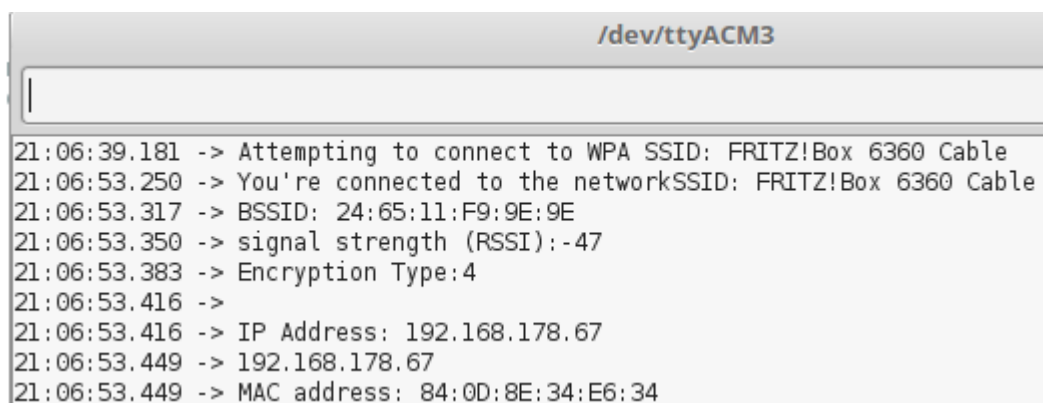 /dev/ttyACM3
21:06:39.181 -> Attempting to connect to WPA SSID: FRITZ!Box 6360 Cable
21:06:53.250 -> You're connected to the networkSSID: FRITZ!Box 6360 Cable
21:06:53.317 -> BSSID: 24:65:11:F9:9E:9E
21:06:53.350 -> signal strength (RSSI):-47
21:06:53.383 -> Encryption Type:4
21:06:53.416 ->
21:06:53.416 -> IP Address: 192.168.178.67
21:06:53.449 -> 192.168.178.67
21:06:53.449 -> MAC address: 84:0D:8E:34:E6:34